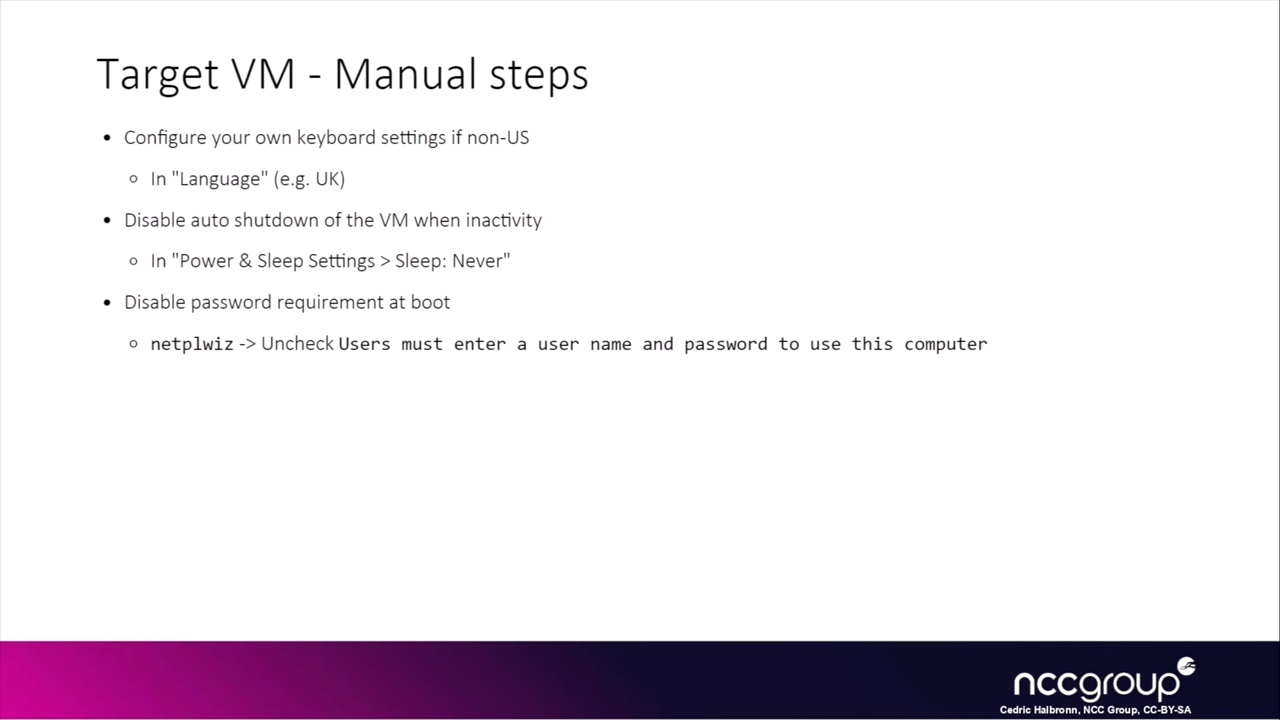 Target VM - Manual steps
• Configure your own keyboard settings if non-US
○ In "Language" (e.g. UK)
• Disable auto shutdown of the VM when inactivity
○ In "Power & Sleep Settings > Sleep: Never"
• Disable password requirement at boot
○ netplwiz -> Uncheck Users must enter a user name and password to use this computer
nccgroup
Cedric Halbronn, NCC Group, CC-BY-SA